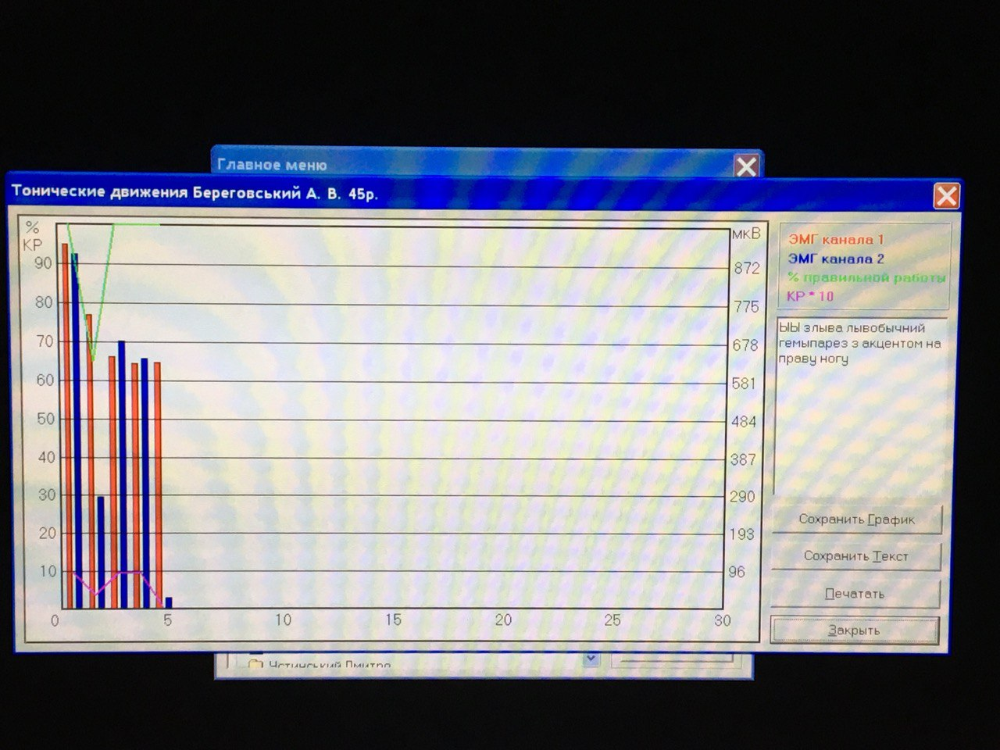 Главное меню
Тонические движения Береговський А. В. 45р.
%
КР
90
80
70
60
50
40
30
20
10
0
5
10
15
20
25
30
мкВ
872
775
678
581
484
387
290
193
96
ЭМГ канала 1
ЭМГ канала 2
% правильной работы
КР * 10
ЫЫ злыва лывобычний
гемыпарез з акцентом на
праву ногу
Сохранить График
Сохранить Текст
Печатать
Закрыть